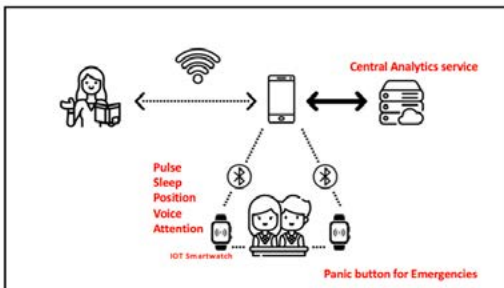 Central Analytics service
Pulse
Sleep
Position
Voice
Attention
IOT Smartwatch
Panic button for Emergencies